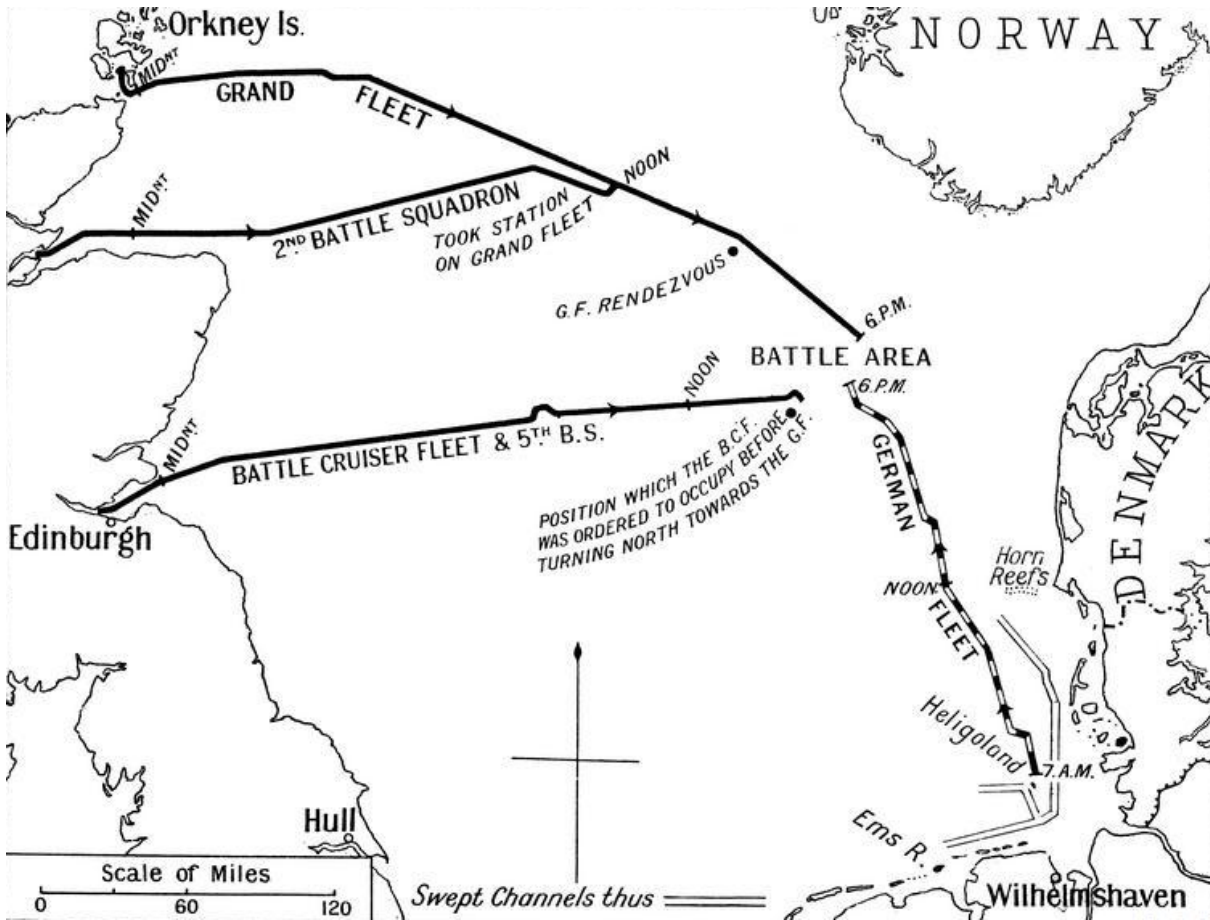 Orkney Is.
NORWAY
MIDNT
GRAND FLEET
NOON
MIDNT
2ND BATTLE SQUADRON
TOOK STATION
ON GRAND FLEET
G.F. RENDEZVOUS
6.P.M.
BATTLE AREA
6.P.M.
NOON
MIDNT
BATTLE CRUISER FLEET & 5TH B.S.
POSITION WHICH THE B.C.F.
WAS ORDERED TO OCCUPY BEFORE
TURNING NORTH TOWARDS THE G.F.
GERMAN FLEET
DENMARK
Edinburgh
Horn
Reefs
NOON
Heligoland
7. A.M.
Hull
Ems R.
Wilhelmshaven
Scale of Miles
0 60 120
Swept Channels thus